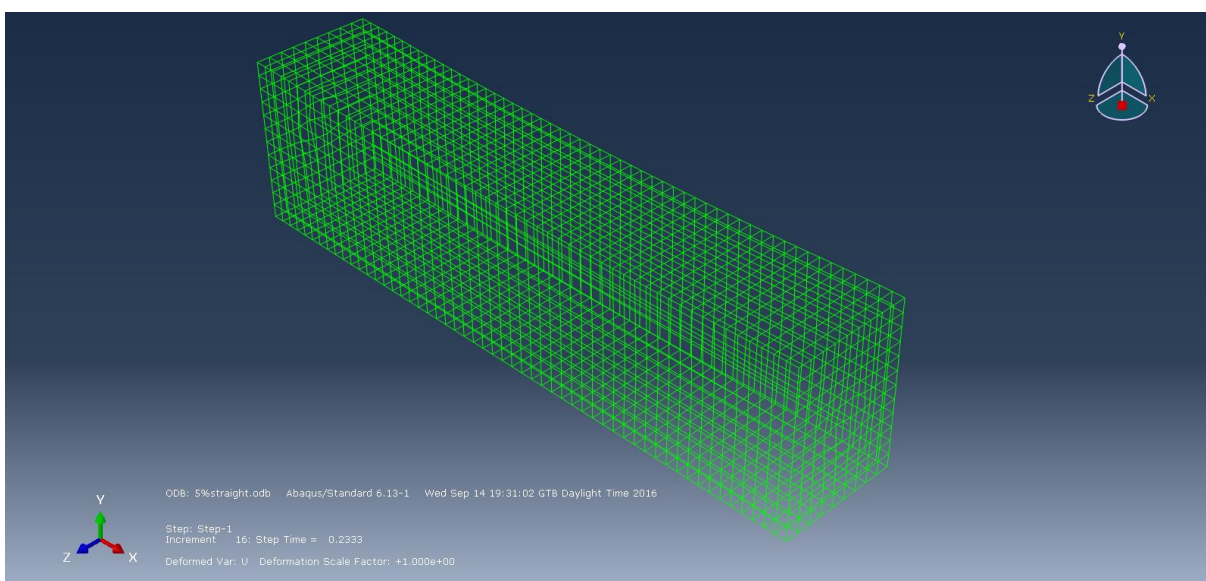 Y
Z X
ODB: 5%straight.odb Abaqus/Standard 6.13-1 Wed Sep 14 19:31:02 GTB Daylight Time 2016
Y
Step: Step-1
Increment 16: Step Time = 0.2333
Z X
Deformed Var: U Deformation Scale Factor: +1.000e+00